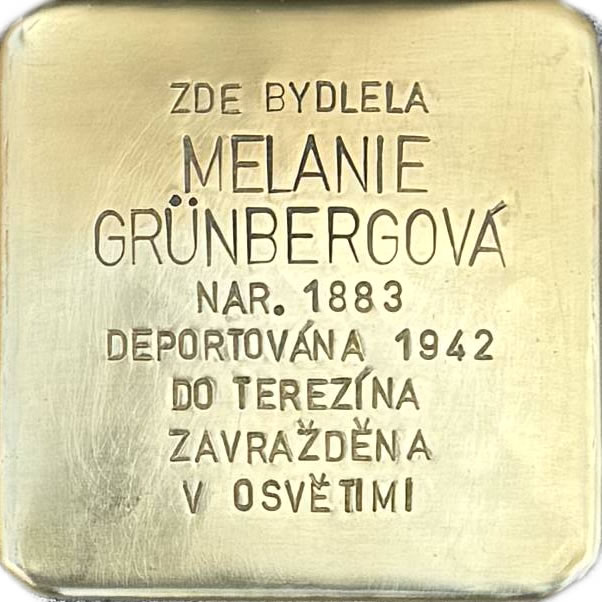 ZDE BYDLELA
MELANIE
GRÜNBERGOVÁ
NAR. 1883
DEPORTOVÁNA 1942
DO TEREZÍNA
ZAVRAŽDĚNA
V OSVĚTIMI